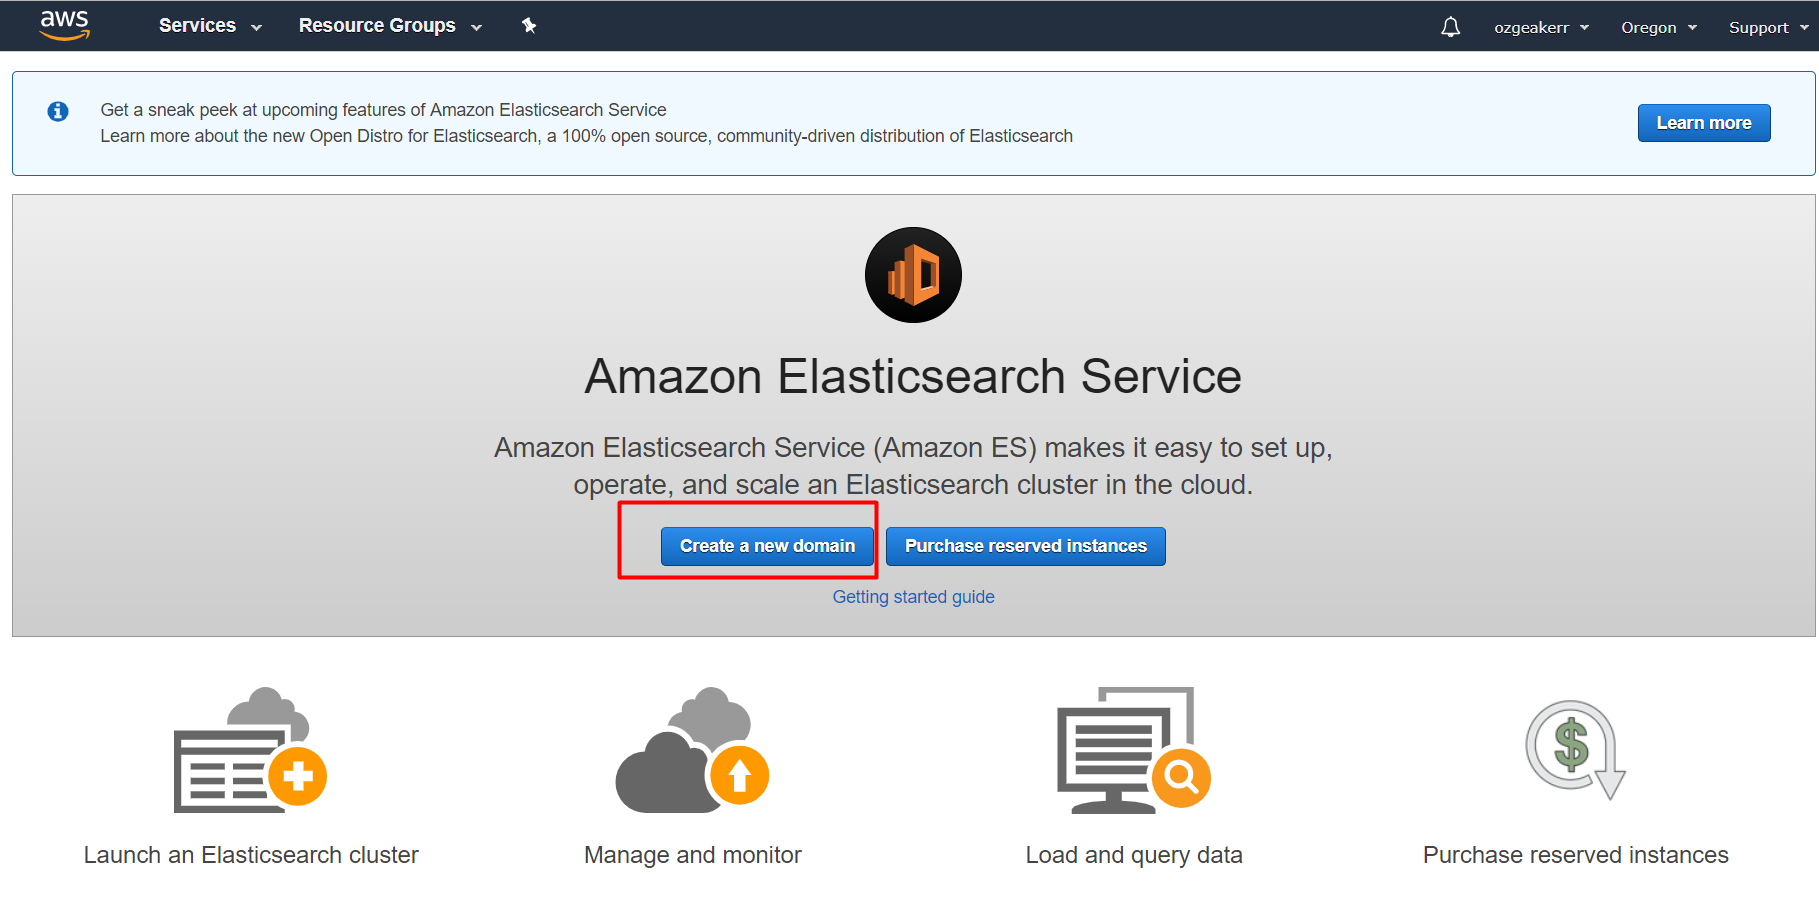 aws
Services
Resource Groups
ozgeakerr
Oregon
Support
Get a sneak peek at upcoming features of Amazon Elasticsearch Service
Learn more about the new Open Distro for Elasticsearch, a 100% open source, community-driven distribution of Elasticsearch
Learn more
Amazon Elasticsearch Service
Amazon Elasticsearch Service (Amazon ES) makes it easy to set up,
operate, and scale an Elasticsearch cluster in the cloud.
Create a new domain
Purchase reserved instances
Getting started guide
Launch an Elasticsearch cluster
Manage and monitor
Load and query data
Purchase reserved instances